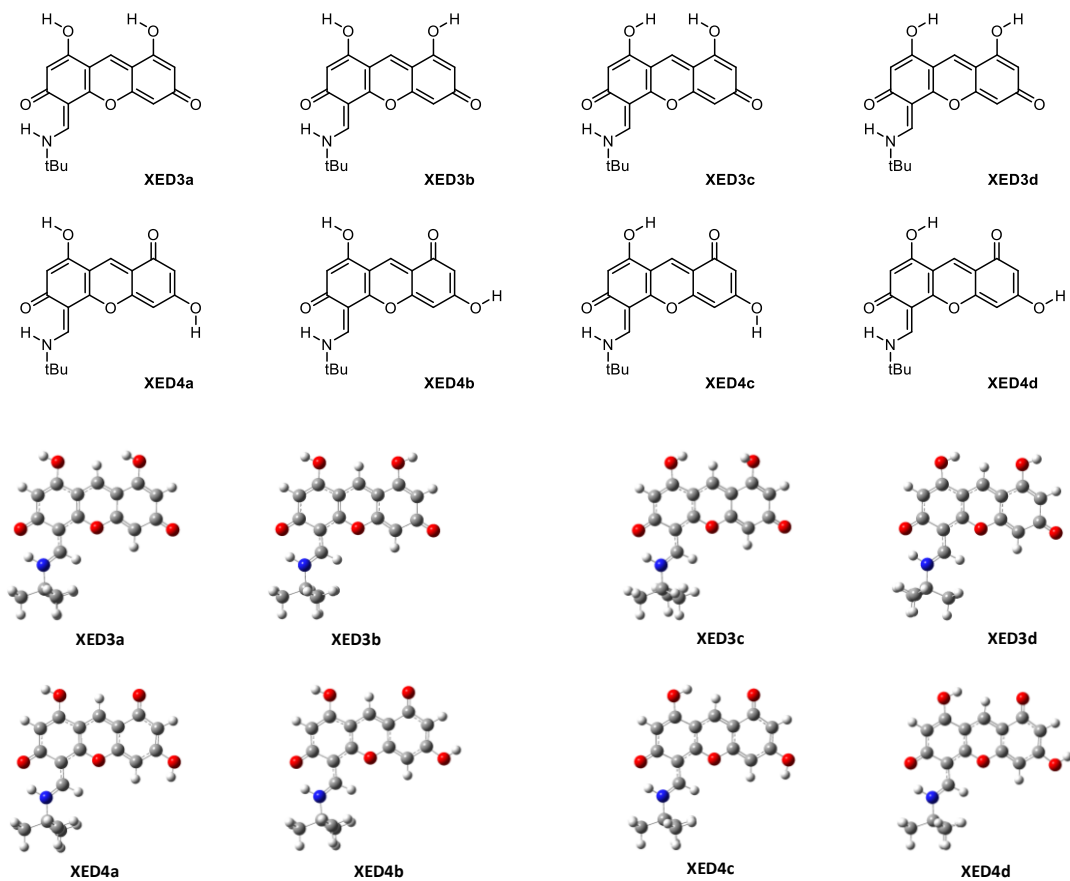 H H H H H H H H
O O O O O O O O
O O O O O O O O O O O O
H H H H
N N N N
tBu tBu tBu tBu
XED3a XED3b XED3c XED3d
H H H H
O O O O O O O O
O O O O H O O O O H
O O O O
H H H H H H
N N N N
tBu tBu tBu tBu
XED4a XED4b XED4c XED4d
XED3a XED3b XED3c XED3d
XED4a XED4b XED4c XED4d